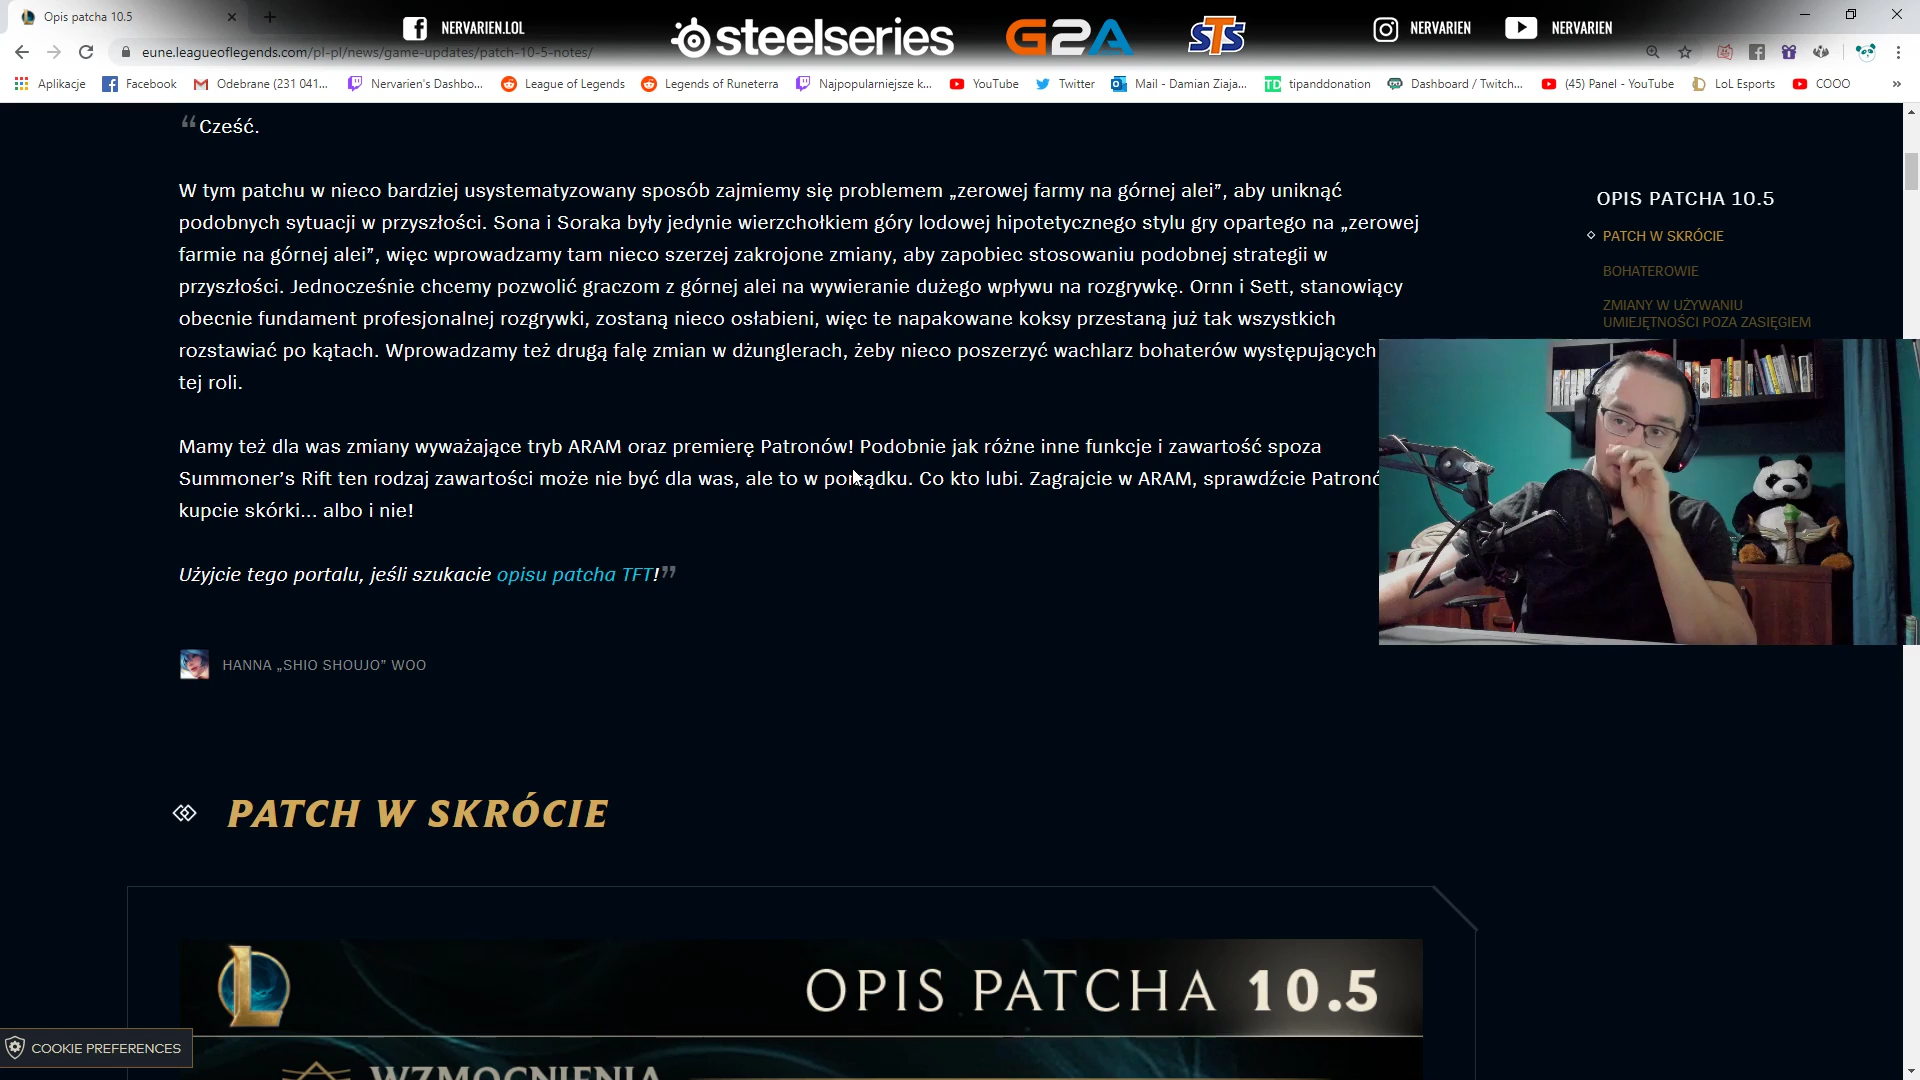 Opis patcha 10.5
NERVARIEN.LOL
steelseries
G2A
STS
NERVARIEN
NERVARIEN
eune.leagueoflegends.com/pl-pl/news/game-updates/patch-10-5-notes/
Aplikacje
Facebook
Odebrane (231 041...
Nervarien's Dashbo...
League of Legends
Legends of Runeterra
Najpopularniejsze k...
YouTube
Twitter
Mail - Damian Ziaja...
tipanddonation
Dashboard / Twitch...
(45) Panel - YouTube
LoL Esports
COOO
»
“Cześć.
W tym patchu w nieco bardziej usystematyzowany sposób zajmiemy się problemem „zerowej farmy na górnej alei”, aby uniknąć
podobnych sytuacji w przyszłości. Sona i Soraka były jedynie wierzchołkiem góry lodowej hipotetycznego stylu gry opartego na „zerowej
farmie na górnej alei”, więc wprowadzamy tam nieco szerzej zakrojone zmiany, aby zapobiec stosowaniu podobnej strategii w
przyszłości. Jednocześnie chcemy pozwolić graczom z górnej alei na wywieranie dużego wpływu na rozgrywkę. Ornn i Sett, stanowiący
obecnie fundament profesjonalnej rozgrywki, zostaną nieco osłabieni, więc te napakowane koksy przestaną już tak wszystkich
rozstawiać po kątach. Wprowadzamy też drugą falę zmian w dżunglerach, żeby nieco poszerzyć wachlarz bohaterów występujących
tej roli.
Mamy też dla was zmiany wyważające tryb ARAM oraz premierę Patronów! Podobnie jak różne inne funkcje i zawartość spoza
Summoner’s Rift ten rodzaj zawartości może nie być dla was, ale to w porządku. Co kto lubi. Zagrajcie w ARAM, sprawdźcie Patronó
kupcie skórki... albo i nie!
Użyjcie tego portalu, jeśli szukacie opisu patcha TFT!”
HANNA „SHIO SHOUJO” WOO
OPIS PATCHA 10.5
PATCH W SKRÓCIE
BOHATEROWIE
ZMIANY W UŻYWANIU
UMIEJĘTNOŚCI POZA ZASIĘGIEM
PATCH W SKRÓCIE
OPIS PATCHA 10.5
WZMOCNIENIA
COOKIE PREFERENCES